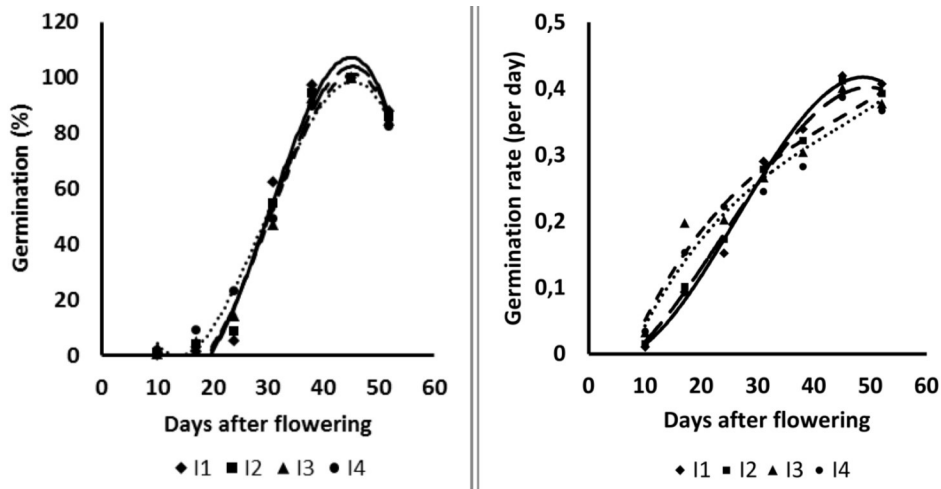 Germination (%)
120
100
80
60
40
20
0
0 10 20 30 40 50 60
Days after flowering
I1 I2 I3 I4
Germination rate (per day)
0,5
0,4
0,3
0,2
0,1
0
0 10 20 30 40 50 60
Days after flowering
I1 I2 I3 I4